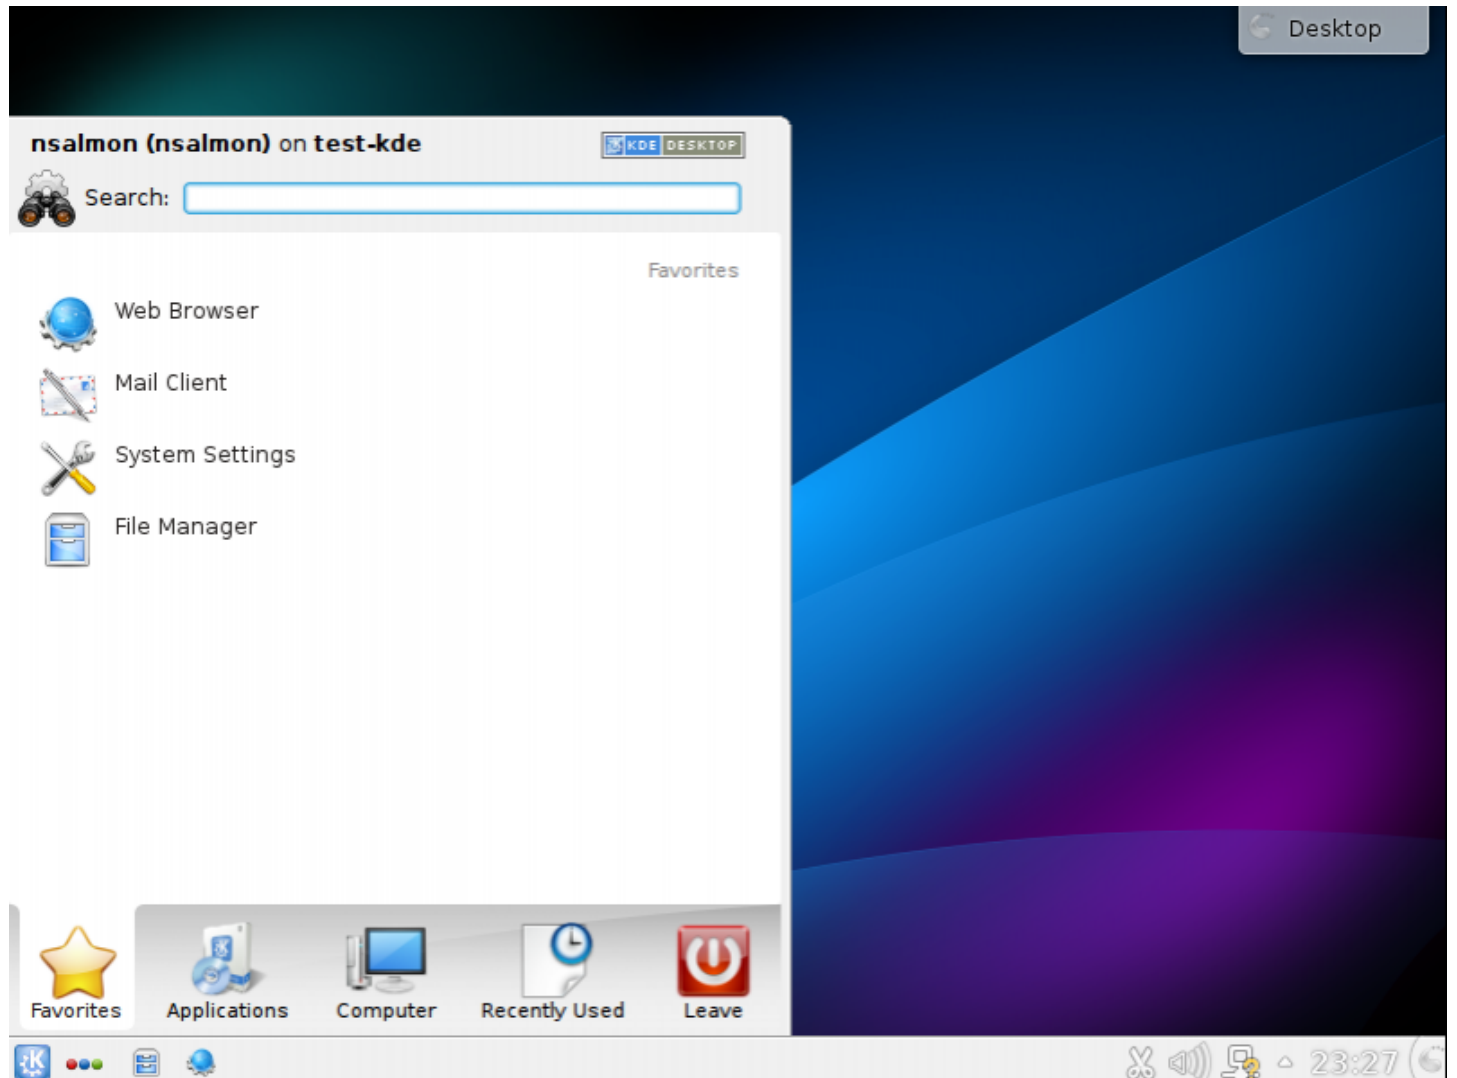 Desktop
nsalmon (nsalmon) on test-kde
KDE DESKTOP
Search:
Favorites
Web Browser
Mail Client
System Settings
File Manager
Favorites
Applications
Computer
Recently Used
Leave
23:27